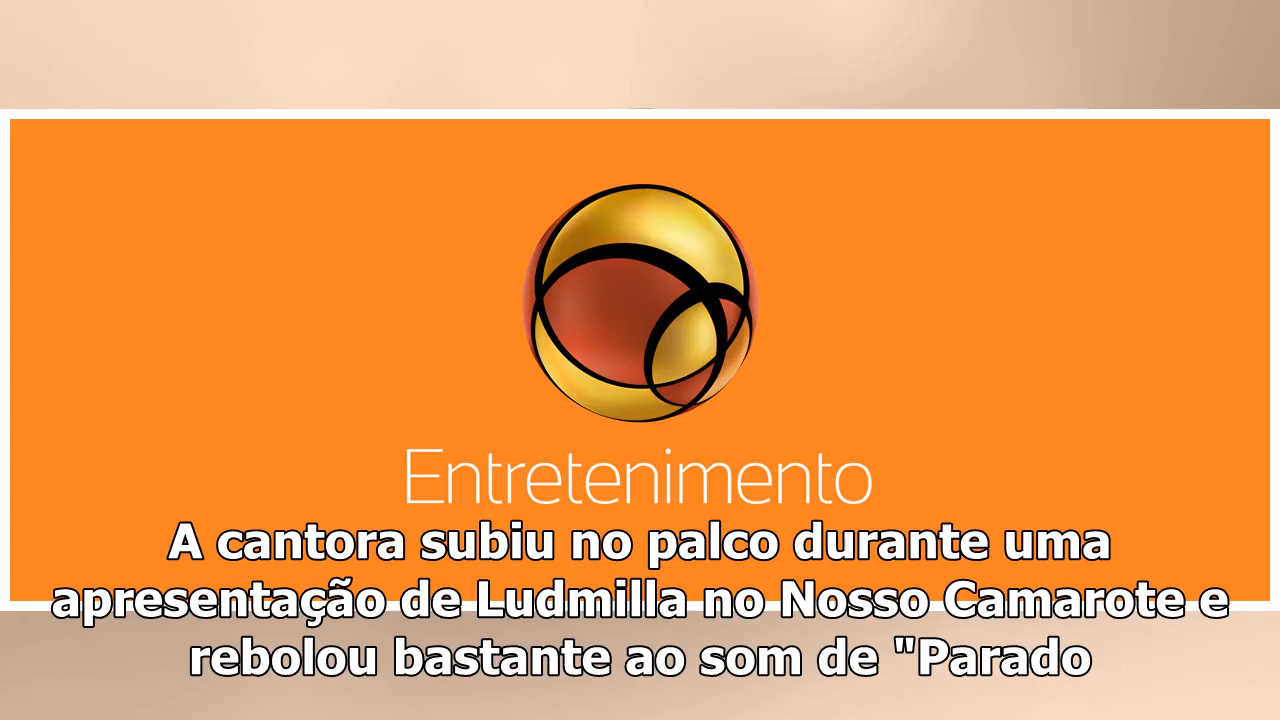 Entretenimento
A cantora subiu no palco durante uma
apresentação de Ludmilla no Nosso Camarote e
rebolou bastante ao som de "Parado